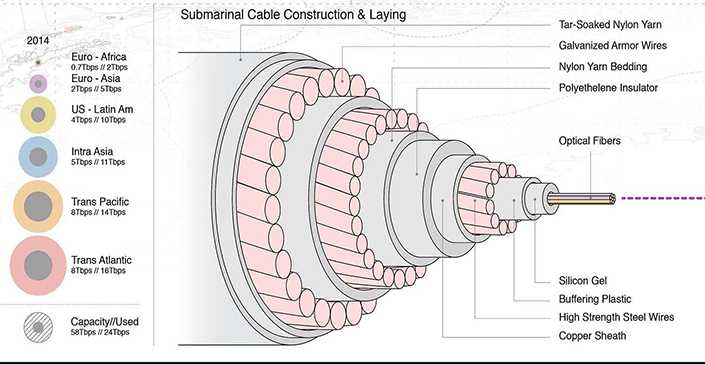 Submarinal Cable Construction & Laying
2014
Euro - Africa
0.7Tbps // 2Tbps
Euro - Asia
2Tbps // 5Tbps
US - Latin Am
4Tbps // 10Tbps
Intra Asia
5Tbps // 11Tbps
Trans Pacific
8Tbps // 14Tbps
Trans Atlantic
8Tbps // 16Tbps
Capacity//Used
58Tbps // 24Tbps
Tar-Soaked Nylon Yarn
Galvanized Armor Wires
Nylon Yarn Bedding
Polyethelene Insulator
Optical Fibers
Silicon Gel
Buffering Plastic
High Strength Steel Wires
Copper Sheath